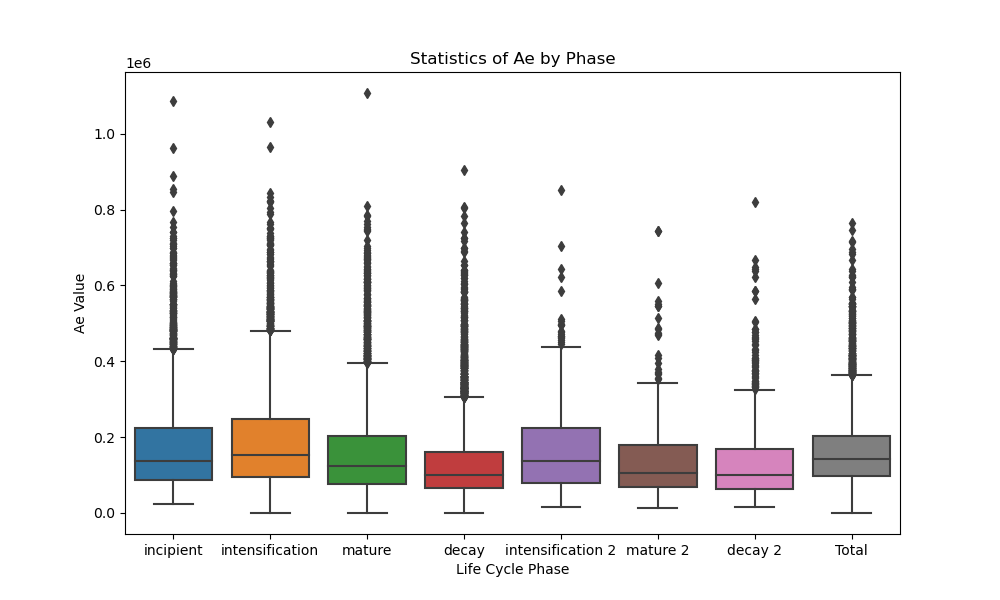 Statistics of Ae by Phase
1e6
1.0
0.8
0.6
0.4
0.2
0.0
Ae Value
incipient intensification mature decay intensification 2 mature 2 decay 2 Total
Life Cycle Phase